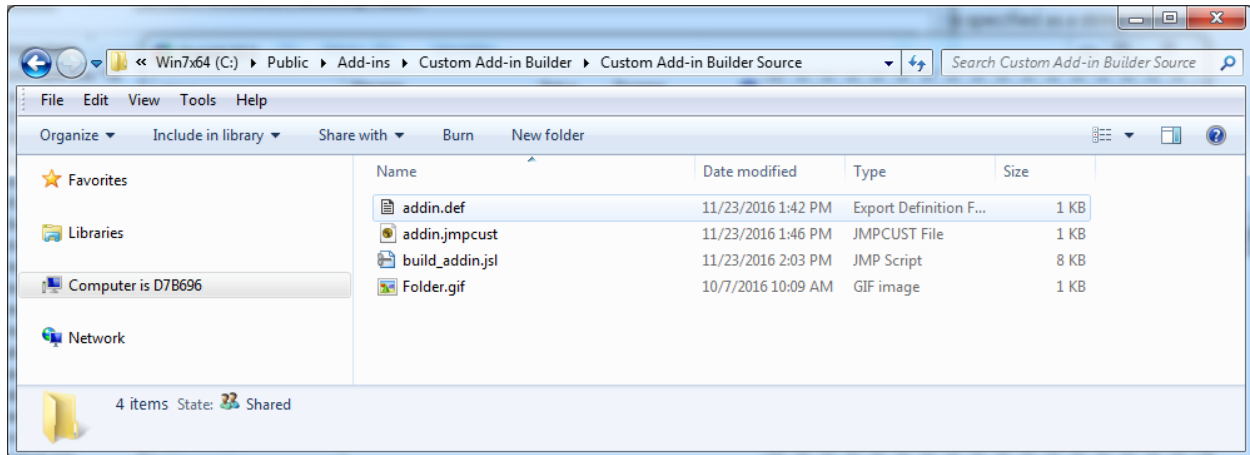 is specified as a string
« Win7x64 (C:) Public Add-ins Custom Add-in Builder Custom Add-in Builder Source Search Custom Add-in Builder Source
File Edit View Tools Help
Organize Include in library Share with Burn New folder
Name Date modified Type Size
Favorites
addin.def 11/23/2016 1:42 PM Export Definition F... 1 KB
Libraries
addin.jmpcust 11/23/2016 1:46 PM JMPCUST File 1 KB
build_addin.jsl 11/23/2016 2:03 PM JMP Script 8 KB
Computer is D7B696
Folder.gif 10/7/2016 10:09 AM GIF image 1 KB
Network
4 items State: Shared